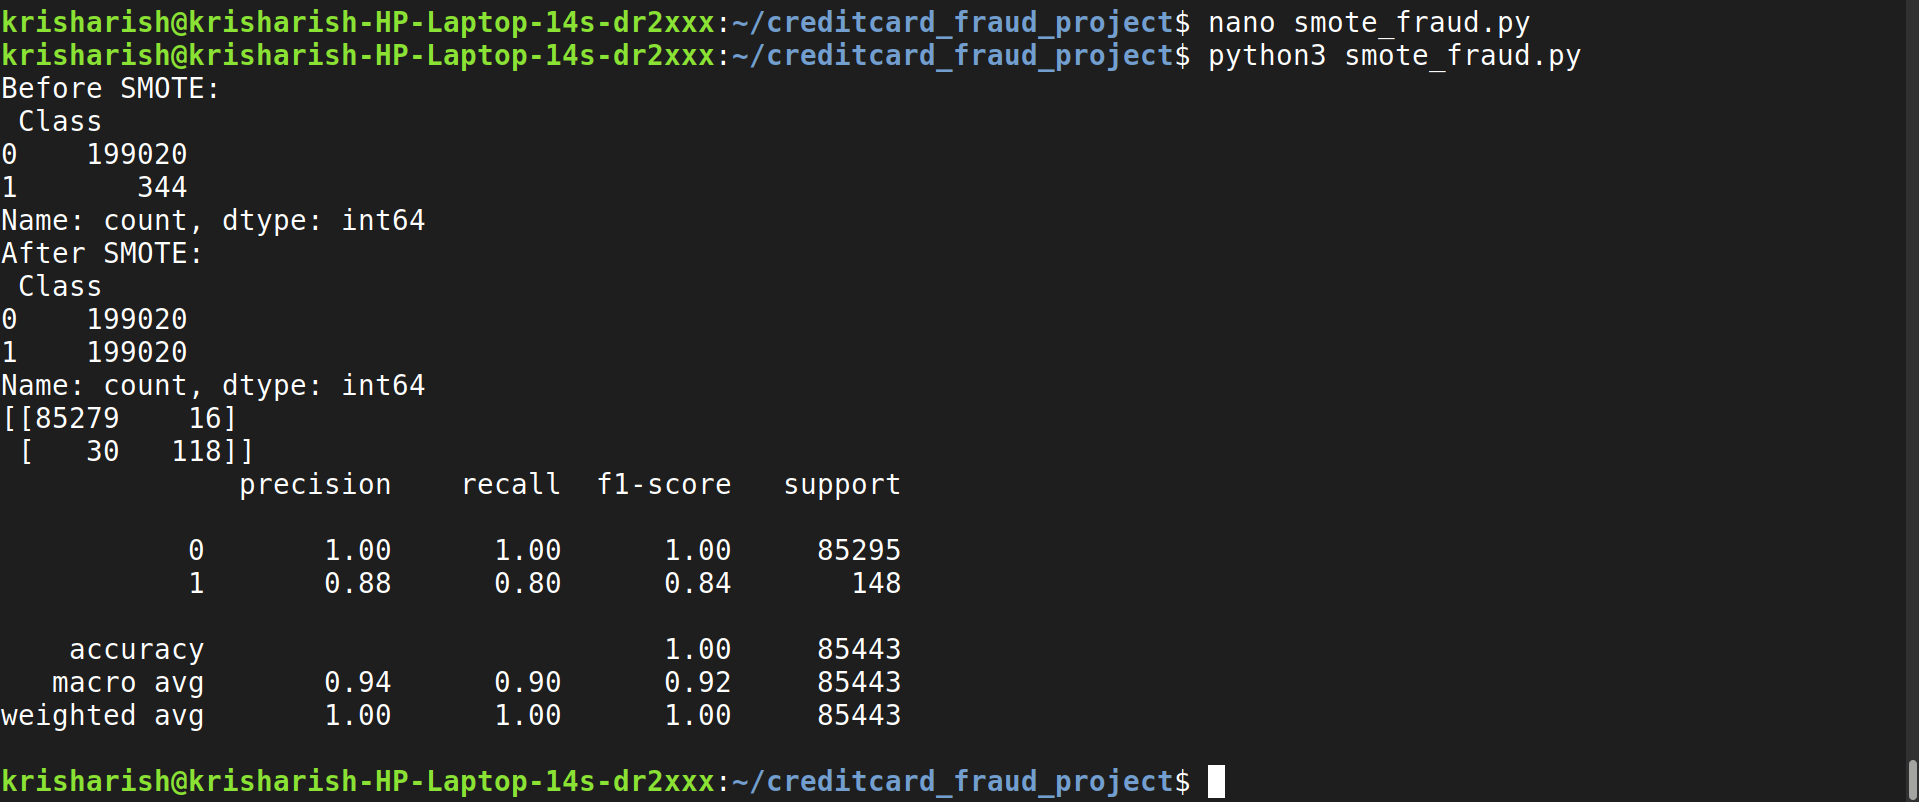 krisharish@krisharish-HP-Laptop-14s-dr2xxx:~/creditcard_fraud_project$ nano smote_fraud.py
krisharish@krisharish-HP-Laptop-14s-dr2xxx:~/creditcard_fraud_project$ python3 smote_fraud.py
Before SMOTE:
 Class
0    199020
1       344
Name: count, dtype: int64
After SMOTE:
 Class
0    199020
1    199020
Name: count, dtype: int64
[[85279    16]
 [   30   118]]
              precision    recall  f1-score   support

           0       1.00      1.00      1.00     85295
           1       0.88      0.80      0.84       148

    accuracy                           1.00     85443
   macro avg       0.94      0.90      0.92     85443
weighted avg       1.00      1.00      1.00     85443

krisharish@krisharish-HP-Laptop-14s-dr2xxx:~/creditcard_fraud_project$